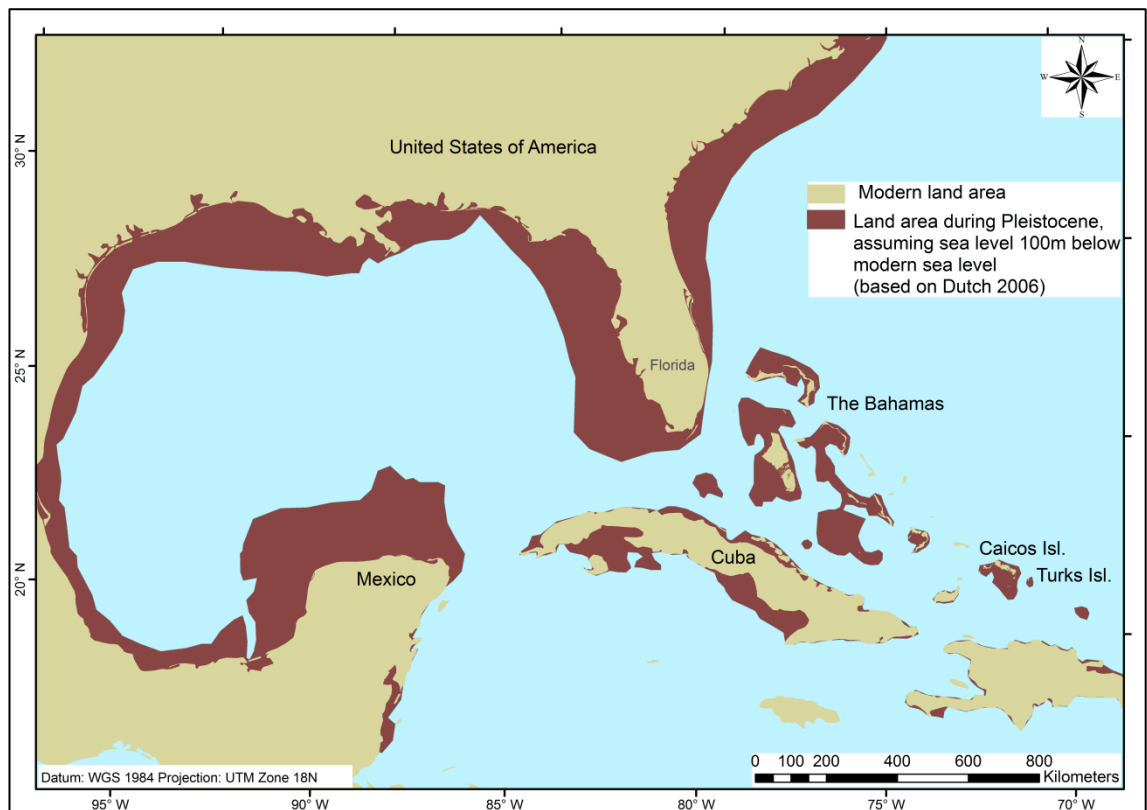 N
W E
S
30° N
United States of America
Modern land area
Land area during Pleistocene,
assuming sea level 100m below
modern sea level
(based on Dutch 2006)
25° N
Florida
The Bahamas
20° N
Mexico
Cuba
Caicos Isl.
Turks Isl.
0 100 200 400 600 800
Kilometers
Datum: WGS 1984 Projection: UTM Zone 18N
95° W 90° W 85° W 80° W 75° W 70° W